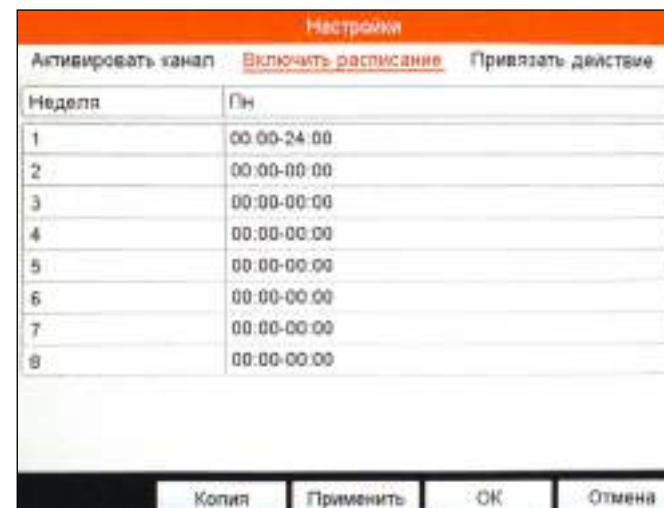 Настройки
Активировать канал Включить расписание Привязать действие
Неделя Пн
1 00:00-24:00
2 00:00-00:00
3 00:00-00:00
4 00:00-00:00
5 00:00-00:00
6 00:00-00:00
7 00:00-00:00
8 00:00-00:00
Копия Применить ОК Отмена